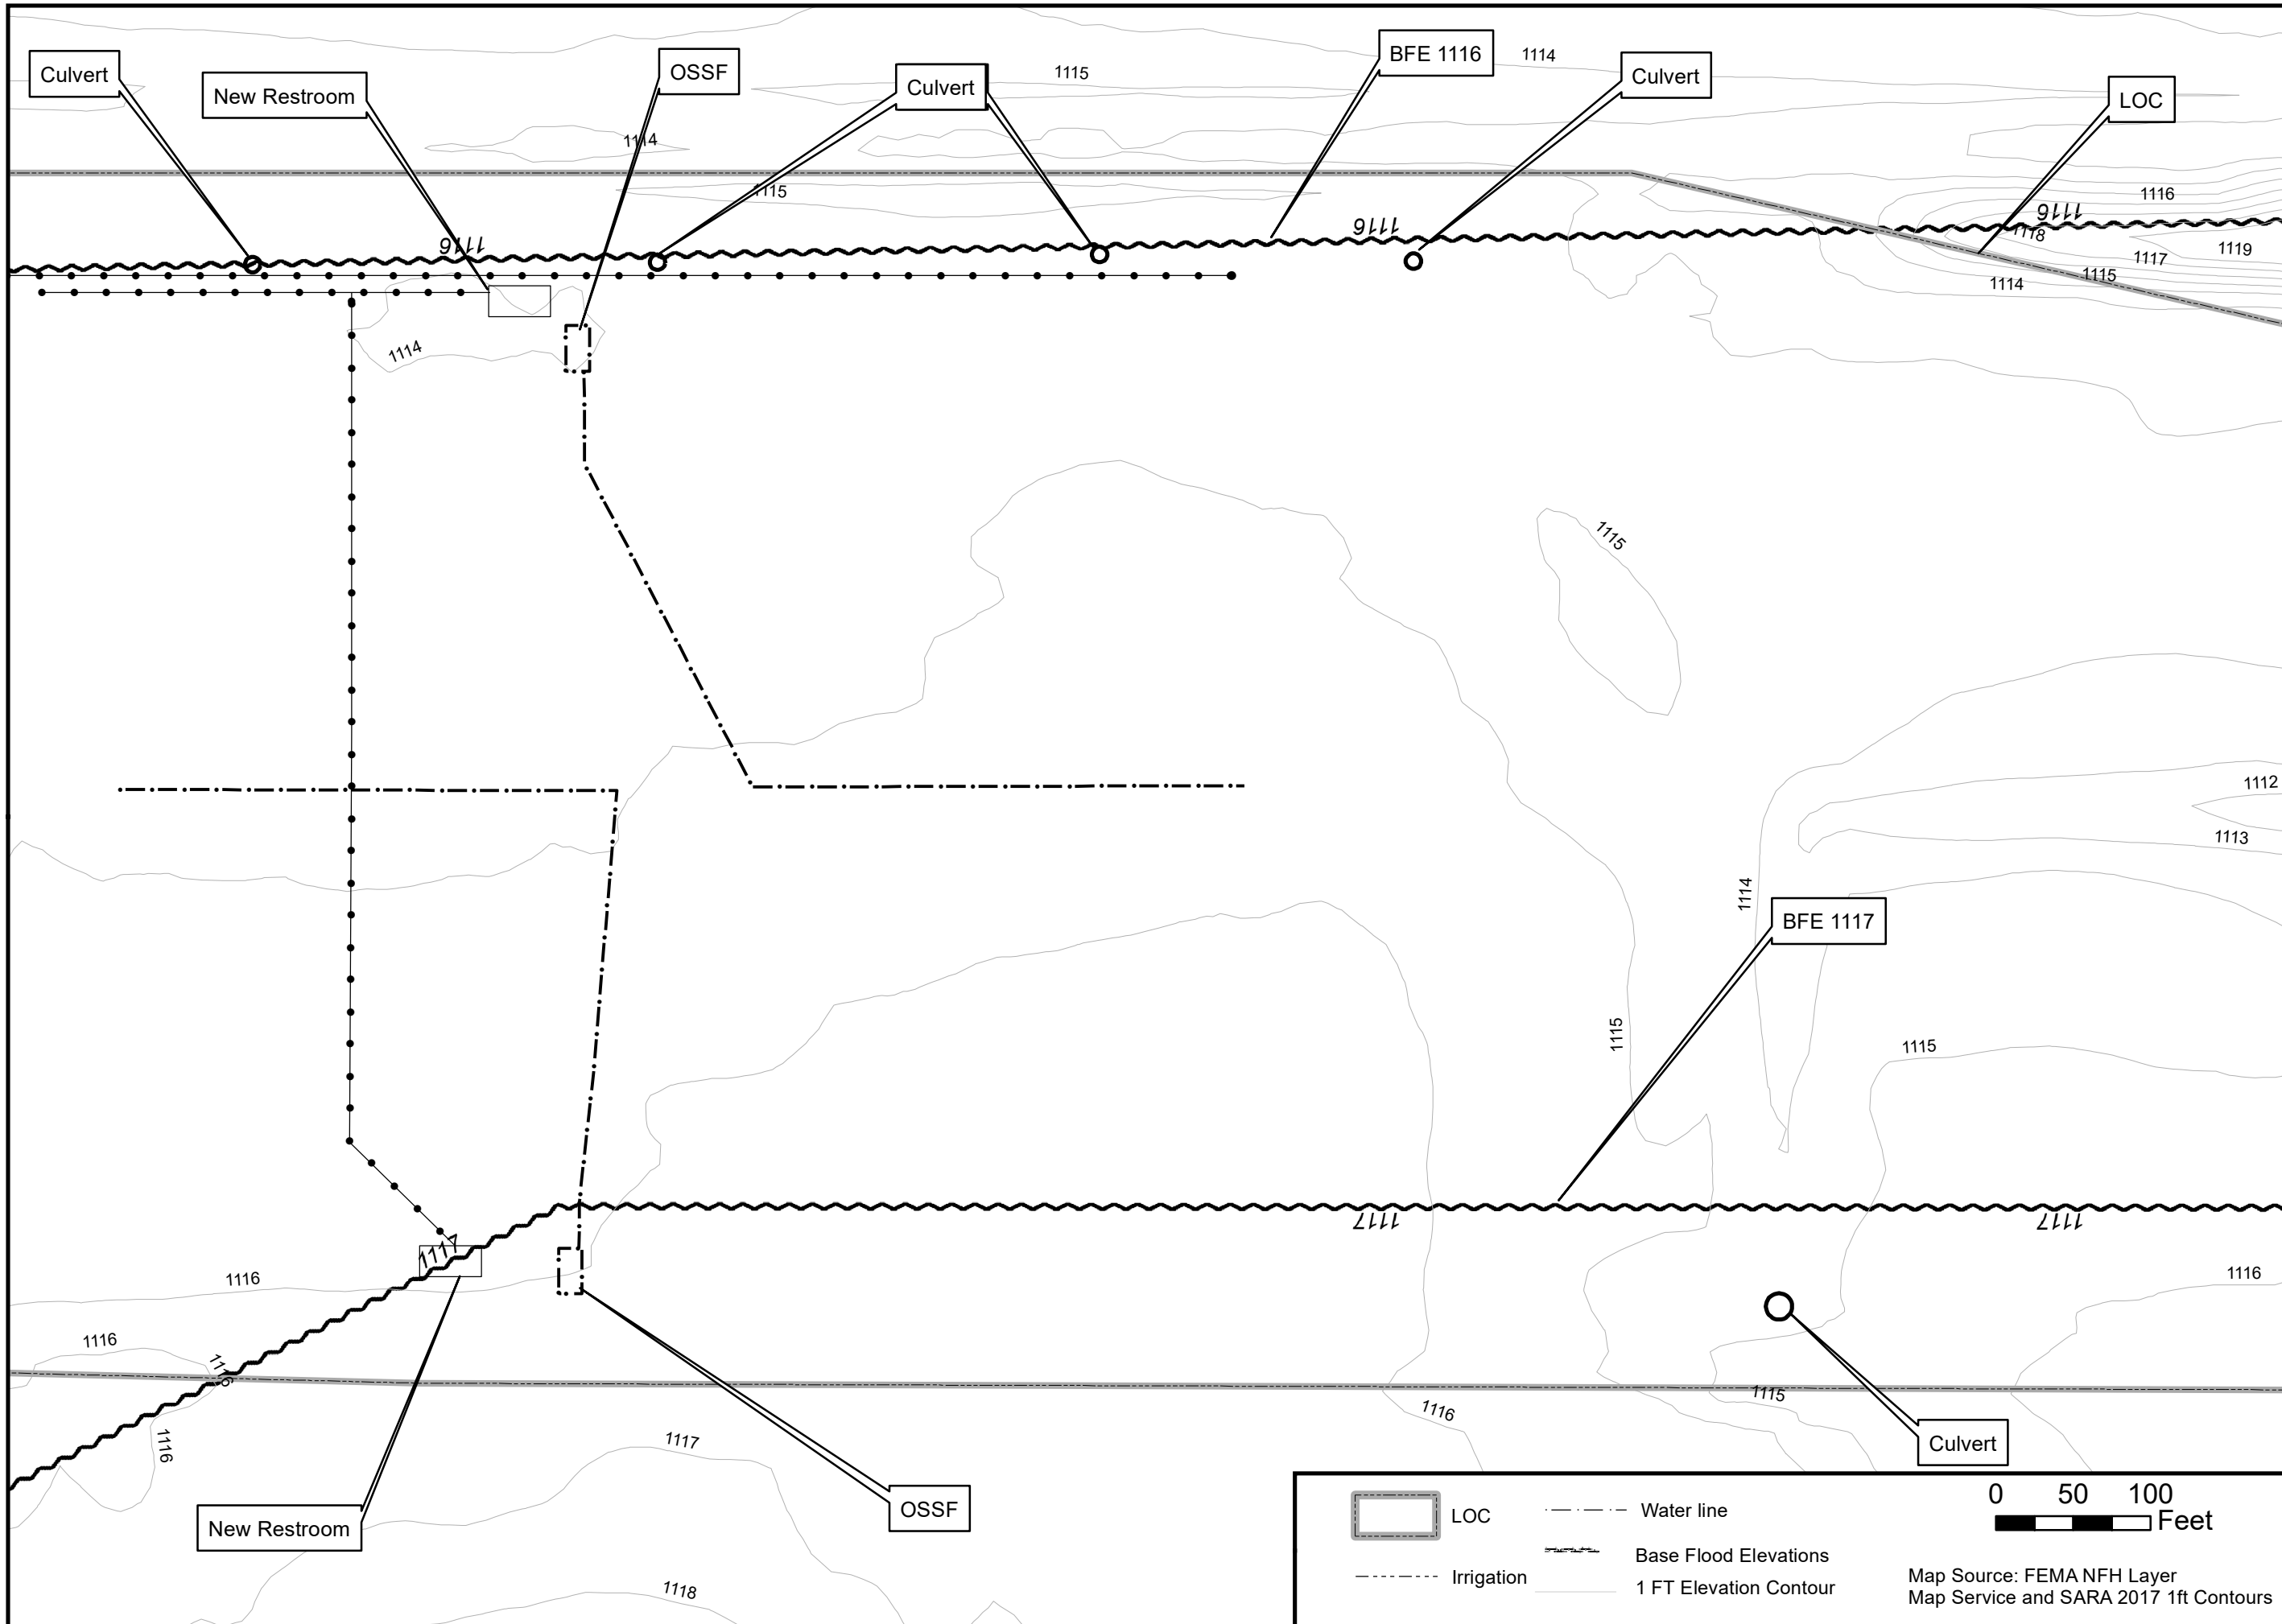 BFE 1116
1114
Culvert
OSSF
Culvert
1115
Culvert
New Restroom
LOC
1114
1115
1116
1116
1116
1116
1118
1119
1117
1115
1114
1114
1115
1112
1113
1114
BFE 1117
1115
1115
1117
1117
1117
1116
1116
1116
1116
1115
1116
1116
1117
Culvert
OSSF
New Restroom
1118
LOC
Water line
Base Flood Elevations
Irrigation
1 FT Elevation Contour
0 50 100
Feet
Map Source: FEMA NFH Layer
Map Service and SARA 2017 1ft Contours